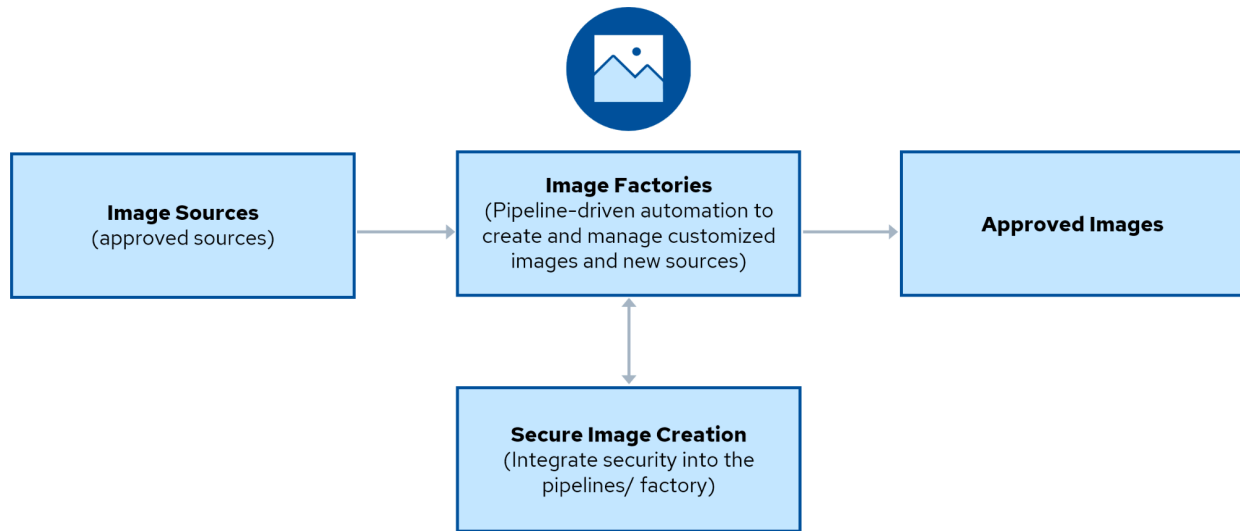 Image Sources
(approved sources)
Image Factories
(Pipeline-driven automation to
create and manage customized
images and new sources)
Approved Images
Secure Image Creation
(Integrate security into the
pipelines/ factory)